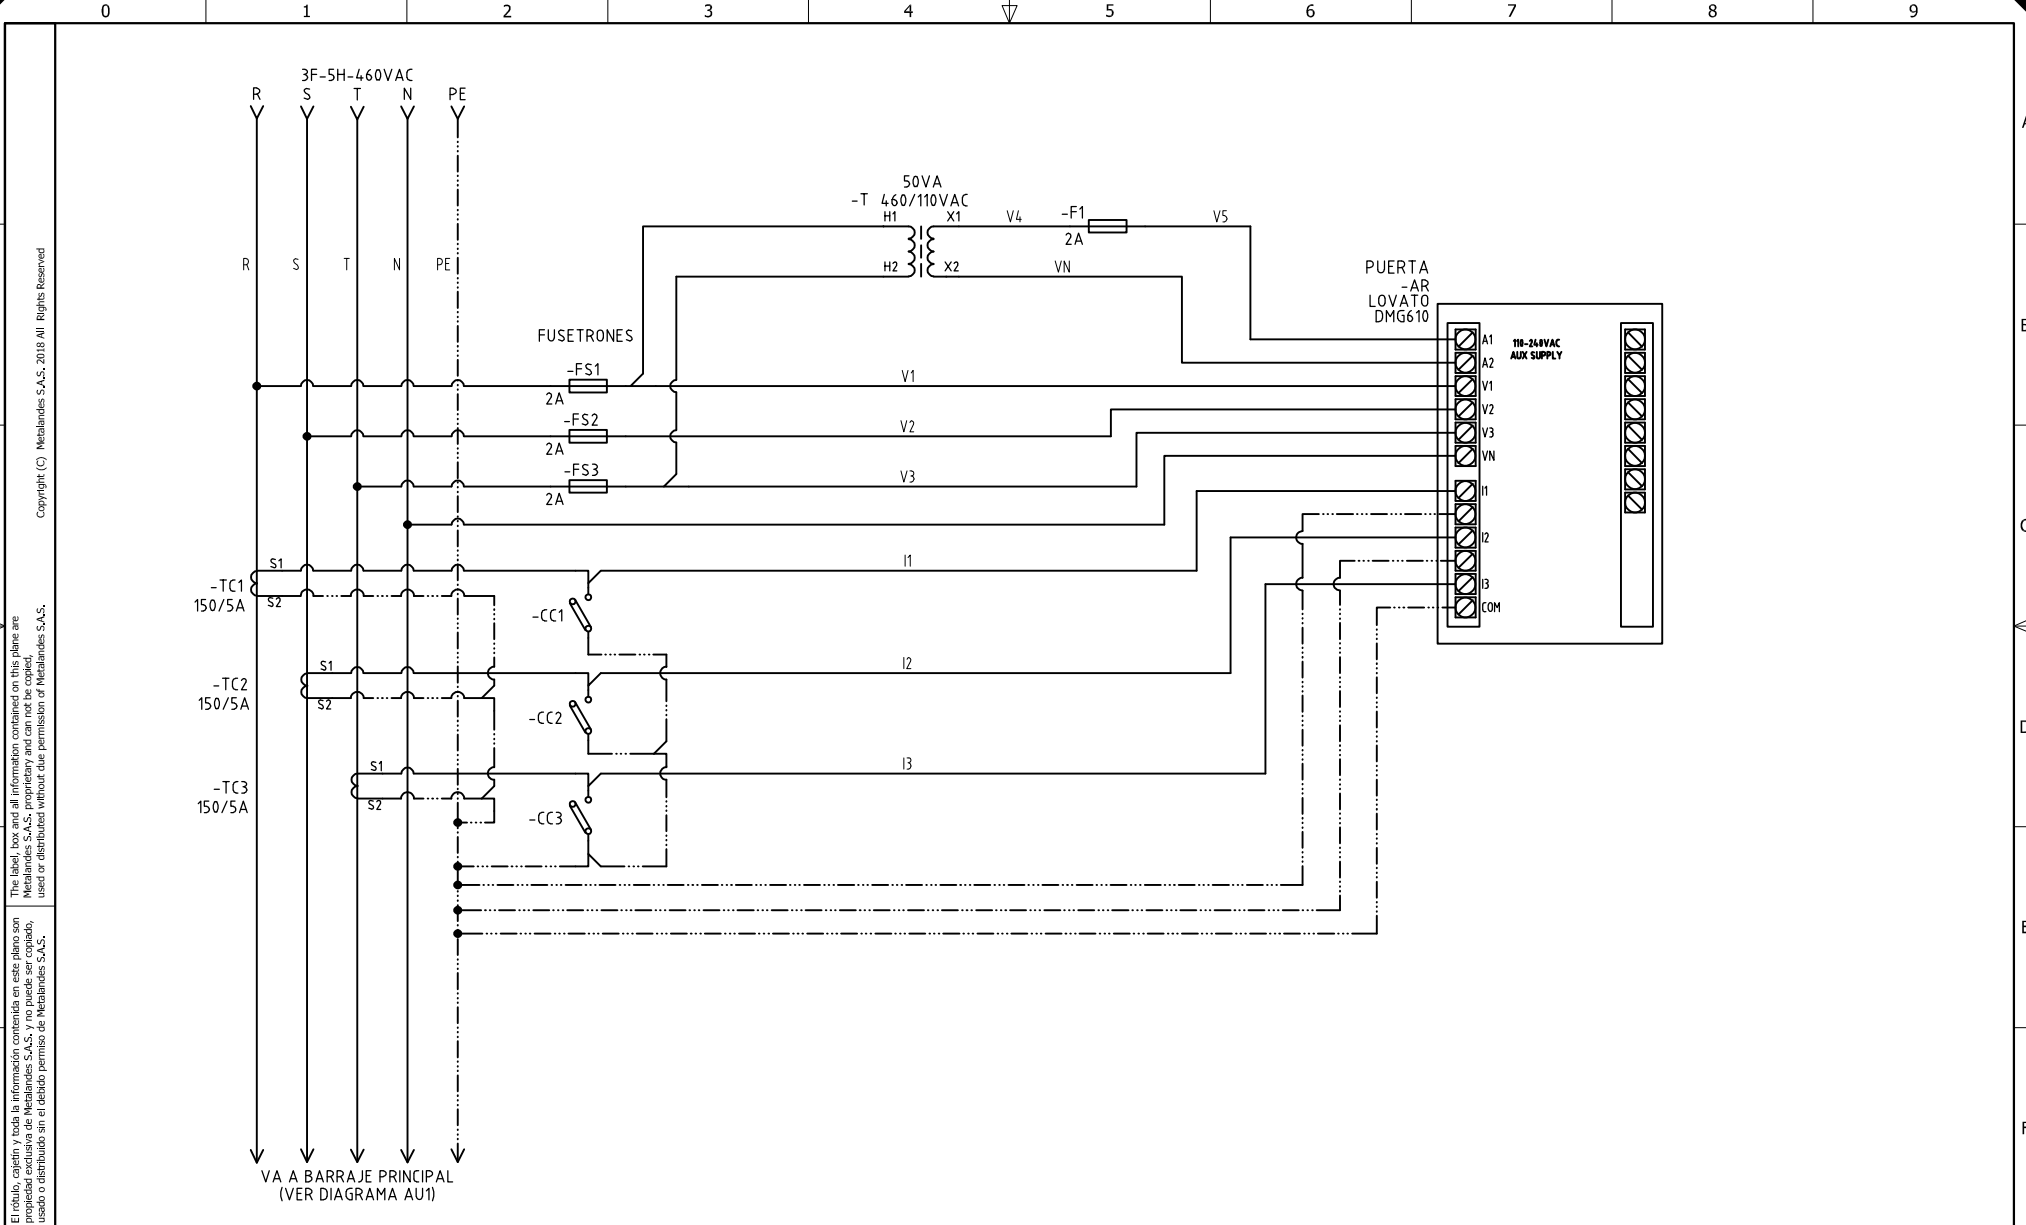 0 1 2 3 4 5 6 7 8 9
3F-5H-460VAC
R S T N PE
50VA
-T 460/110VAC
H1 X1 V4 -F1 V5
2A
H2 X2 VN
R S T N PE
PUERTA
-AR
LOVATO
DMG610
FUSETRONES
A1 110-240VAC
AUX SUPPLY
A2
-FS1 V1 V1
2A
-FS2 V2 V2
2A
-FS3 V3 V3
2A
VN
I1
I2
I3
COM
S1 I1
-TC1
150/5A
S2
-CC1
S1 I2
-TC2
150/5A
S2
-CC2
S1 I3
-TC3
150/5A
S2
-CC3
VA A BARRAJE PRINCIPAL
(VER DIAGRAMA AU1)
Copyright (C) Metalandes S.A.S. 2018 All Rights Reserved
The label, box and all information contained on this plane are
Metalandes S.A.S. proprietary and can not be copied,
used or distributed without due permission of Metalandes S.A.S.
El rótulo, cajetín y toda la información contenida en este plano son
propiedad exclusiva de Metalandes S.A.S. y no puede ser copiado,
usado o distribuido sin el debido permiso de Metalandes S.A.S.